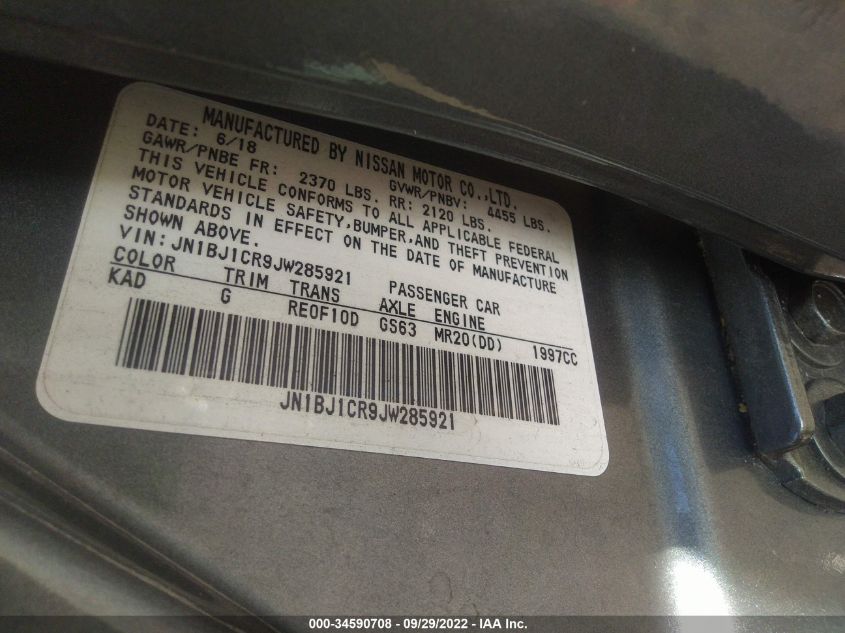 MANUFACTURED BY NISSAN MOTOR CO.,LTD.
DATE: 6/18 GVWR/PNBV: 4455 LBS.
GAWR/PNBE FR: 2370 LBS. RR: 2120 LBS.
THIS VEHICLE CONFORMS TO ALL APPLICABLE FEDERAL
MOTOR VEHICLE SAFETY,BUMPER,AND THEFT PREVENTION
STANDARDS IN EFFECT ON THE DATE OF MANUFACTURE
SHOWN ABOVE.
VIN: JN1BJ1CR9JW285921 PASSENGER CAR
COLOR TRIM TRANS AXLE ENGINE
KAD G RE0F10D GS63 MR20(DD) 1997CC
JN1BJ1CR9JW285921
000-34590708 - 09/29/2022 - IAA Inc.